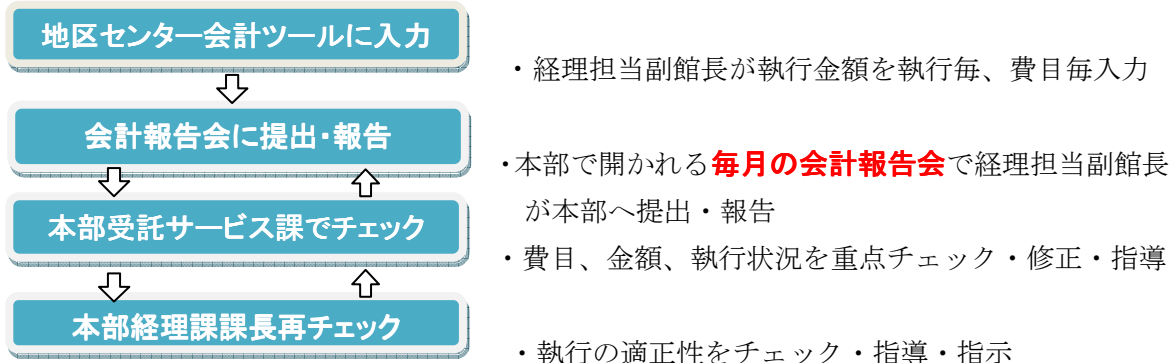 地区センター会計ツールに入力
・経理担当副館長が執行金額を執行毎、費目毎入力
会計報告会に提出・報告
・本部で開かれる毎月の会計報告会で経理担当副館長
が本部へ提出・報告
本部受託サービス課でチェック
・費目、金額、執行状況を重点チェック・修正・指導
本部経理課課長再チェック
・執行の適正性をチェック・指導・指示